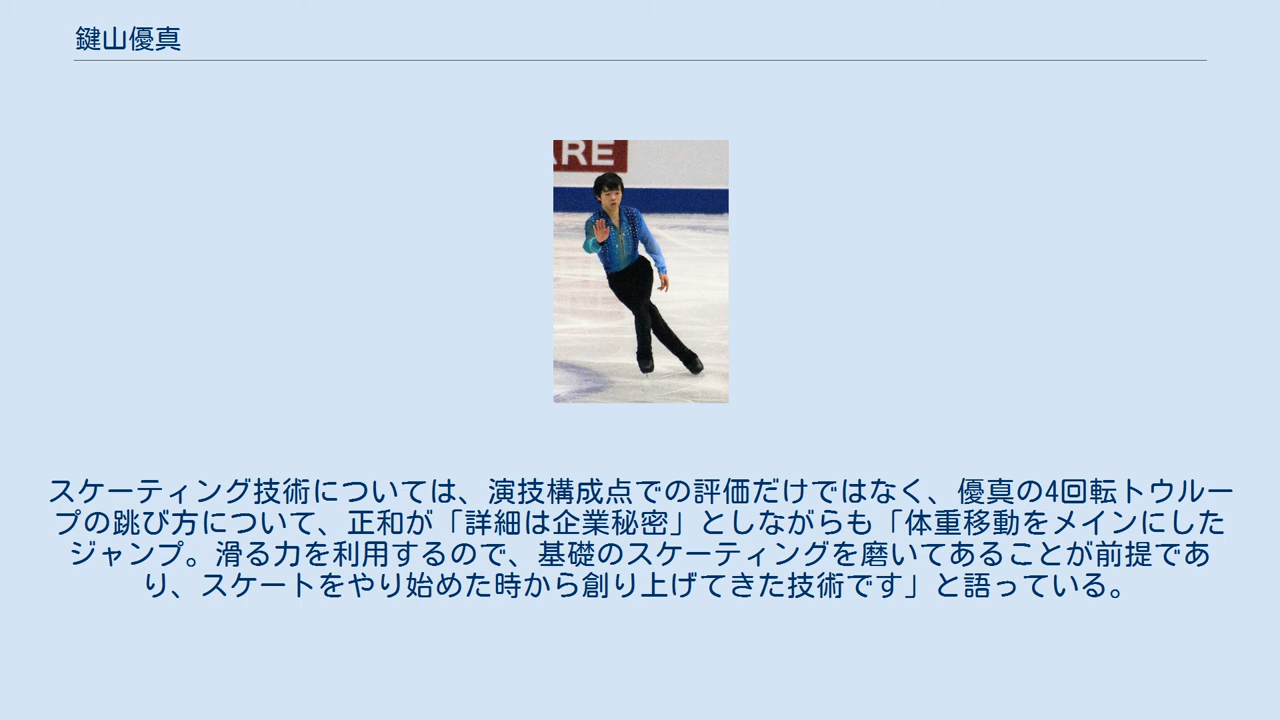 鍵山優真
ARE
スケーティング技術については、演技構成点での評価だけではなく、優真の4回転トウルー
プの跳び方について、正和が「詳細は企業秘密」としながらも「体重移動をメインにした
ジャンプ。滑る力を利用するので、基礎のスケーティングを磨いてあることが前提であ
り、スケートをやり始めた時から創り上げてきた技術です」と語っている。